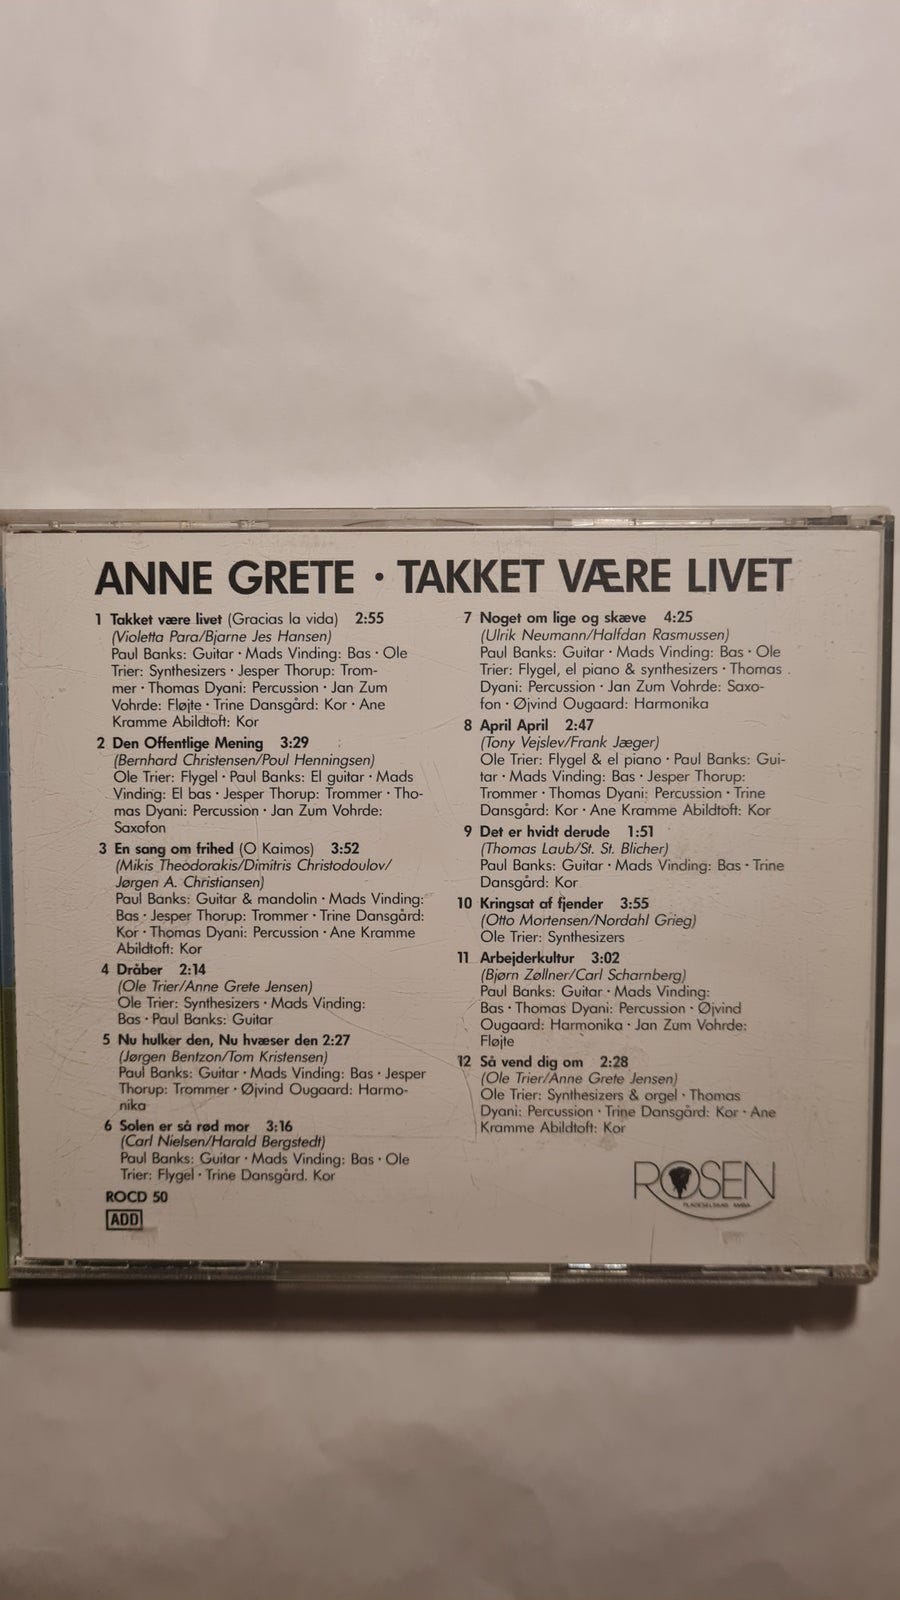 ANNE GRETE · TAKKET VÆRE LIVET
1 Takket være livet (Gracias la vida) 2:55
(Violetta Para/Bjarne Jes Hansen)
Paul Banks: Guitar · Mads Vinding: Bas · Ole
Trier: Synthesizers · Jesper Thorup: Trom-
mer · Thomas Dyani: Percussion · Jan Zum
Vohrde: Fløjte · Trine Dansgård: Kor · Ane
Kramme Abildtoft: Kor
2 Den Offentlige Mening 3:29
(Bernhard Christensen/Poul Henningsen)
Ole Trier: Flygel · Paul Banks: El guitar · Mads
Vinding: El bas · Jesper Thorup: Trommer · Tho-
mas Dyani: Percussion · Jan Zum Vohrde:
Saxofon
3 En sang om frihed (O Kaimos) 3:52
(Mikis Theodorakis/Dimitris Christodoulov/
Jørgen A. Christiansen)
Paul Banks: Guitar & mandolin · Mads Vinding:
Bas · Jesper Thorup: Trommer · Trine Dansgård:
Kor · Thomas Dyani: Percussion · Ane Kramme
Abildtoft: Kor
4 Dråber 2:14
(Ole Trier/Anne Grete Jensen)
Ole Trier: Synthesizers · Mads Vinding:
Bas · Paul Banks: Guitar
5 Nu hulker den, Nu hvæser den 2:27
(Jørgen Bentzon/Tom Kristensen)
Paul Banks: Guitar · Mads Vinding: Bas · Jesper
Thorup: Trommer · Øjvind Ougaard: Harmo-
nika
6 Solen er så rød mor 3:16
(Carl Nielsen/Harald Bergstedt)
Paul Banks: Guitar · Mads Vinding: Bas · Ole
Trier: Flygel · Trine Dansgård. Kor
ROCD 50
ADD
7 Noget om lige og skæve 4:25
(Ulrik Neumann/Halfdan Rasmussen)
Paul Banks: Guitar · Mads Vinding: Bas · Ole
Trier: Flygel, el piano & synthesizers · Thomas
Dyani: Percussion · Jan Zum Vohrde: Saxo-
fon · Øjvind Ougaard: Harmonika
8 April April 2:47
(Tony Vejslev/Frank Jæger)
Ole Trier: Flygel & el piano · Paul Banks: Gui-
tar · Mads Vinding: Bas · Jesper Thorup:
Trommer · Thomas Dyani: Percussion · Trine
Dansgård: Kor · Ane Kramme Abildtoft: Kor
9 Det er hvidt derude 1:51
(Thomas Laub/St. St. Blicher)
Paul Banks: Guitar · Mads Vinding: Bas · Trine
Dansgård: Kor
10 Kringsat af fjender 3:55
(Otto Mortensen/Nordahl Grieg)
Ole Trier: Synthesizers
11 Arbejderkultur 3:02
(Bjørn Zøllner/Carl Scharnberg)
Paul Banks: Guitar · Mads Vinding:
Bas · Thomas Dyani: Percussion · Øjvind
Ougaard: Harmonika · Jan Zum Vohrde:
Fløjte
12 Så vend dig om 2:28
(Ole Trier/Anne Grete Jensen)
Ole Trier: Synthesizers & orgel · Thomas
Dyani: Percussion · Trine Dansgård: Kor · Ane
Kramme Abildtoft: Kor
ROSEN
PLADESELSKAB AMBA